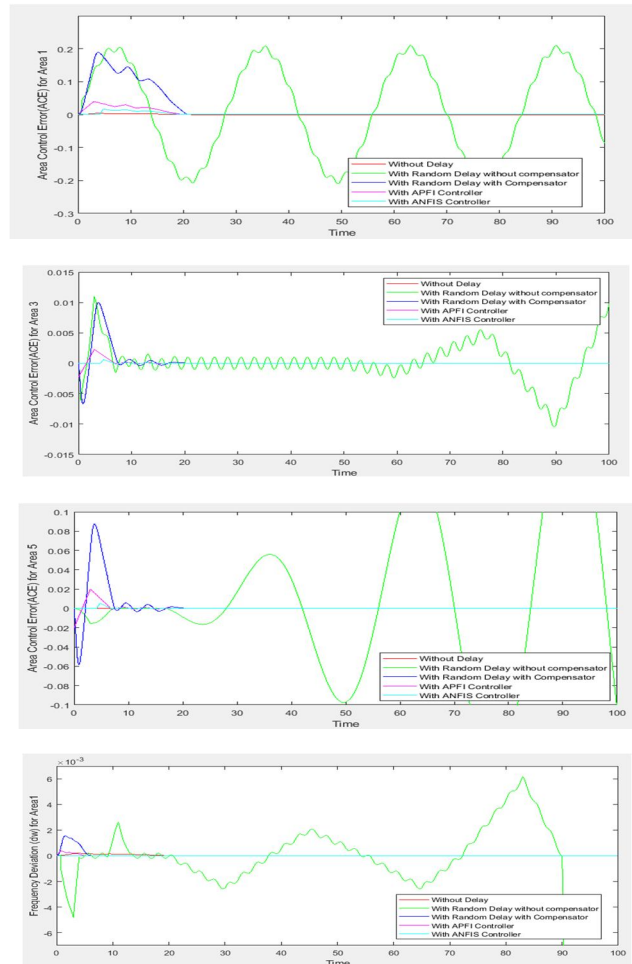 Area Control Error(ACE) for Area 1
0.2
0.1
0
-0.1
-0.2
-0.3
Without Delay
With Random Delay without compensator
With Random Delay with Compensator
With APFI Controller
With ANFIS Controller
0 10 20 30 40 50 60 70 80 90 100
Time
Area Control Error(ACE) for Area 3
0.015
0.01
0.005
0
-0.005
-0.01
-0.015
Without Delay
With Random Delay without compensator
With Random Delay with Compensator
With APFI Controller
With ANFIS Controller
0 10 20 30 40 50 60 70 80 90 100
Time
Area Control Error(ACE) for Area 5
0.1
0.08
0.06
0.04
0.02
0
-0.02
-0.04
-0.06
-0.08
-0.1
Without Delay
With Random Delay without compensator
With Random Delay with Compensator
With APFI Controller
With ANFIS Controller
0 10 20 30 40 50 60 70 80 90 100
Time
Frequency Deviation (dw) for Area1
× 10-3
6
4
2
0
-2
-4
-6
Without Delay
With Random Delay without compensator
With Random Delay with Compensator
With APFI Controller
With ANFIS Controller
0 10 20 30 40 50 60 70 80 90 100
Time